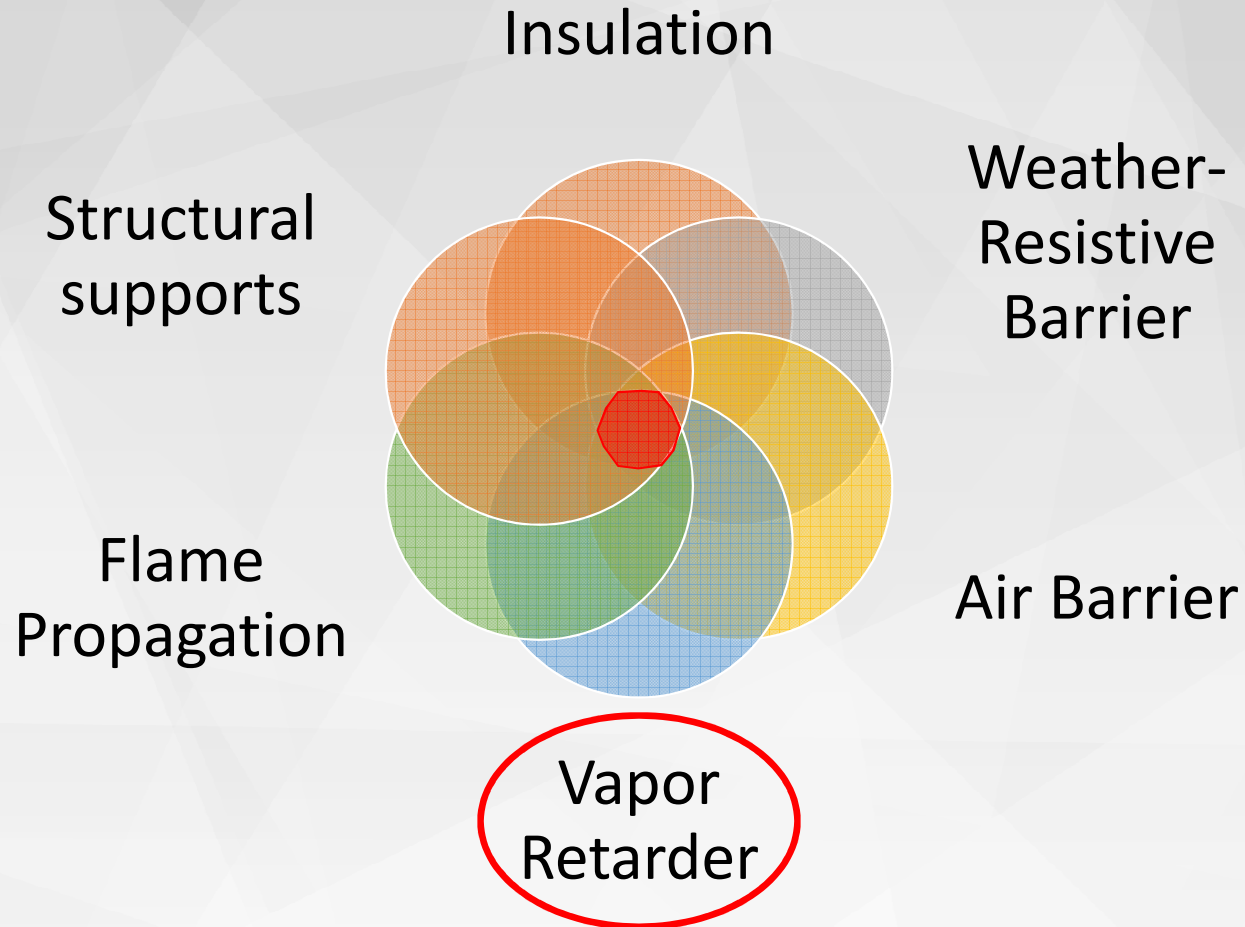 Insulation
Weather-
Resistive
Barrier
Structural
supports
Flame
Propagation
Air Barrier
Vapor
Retarder